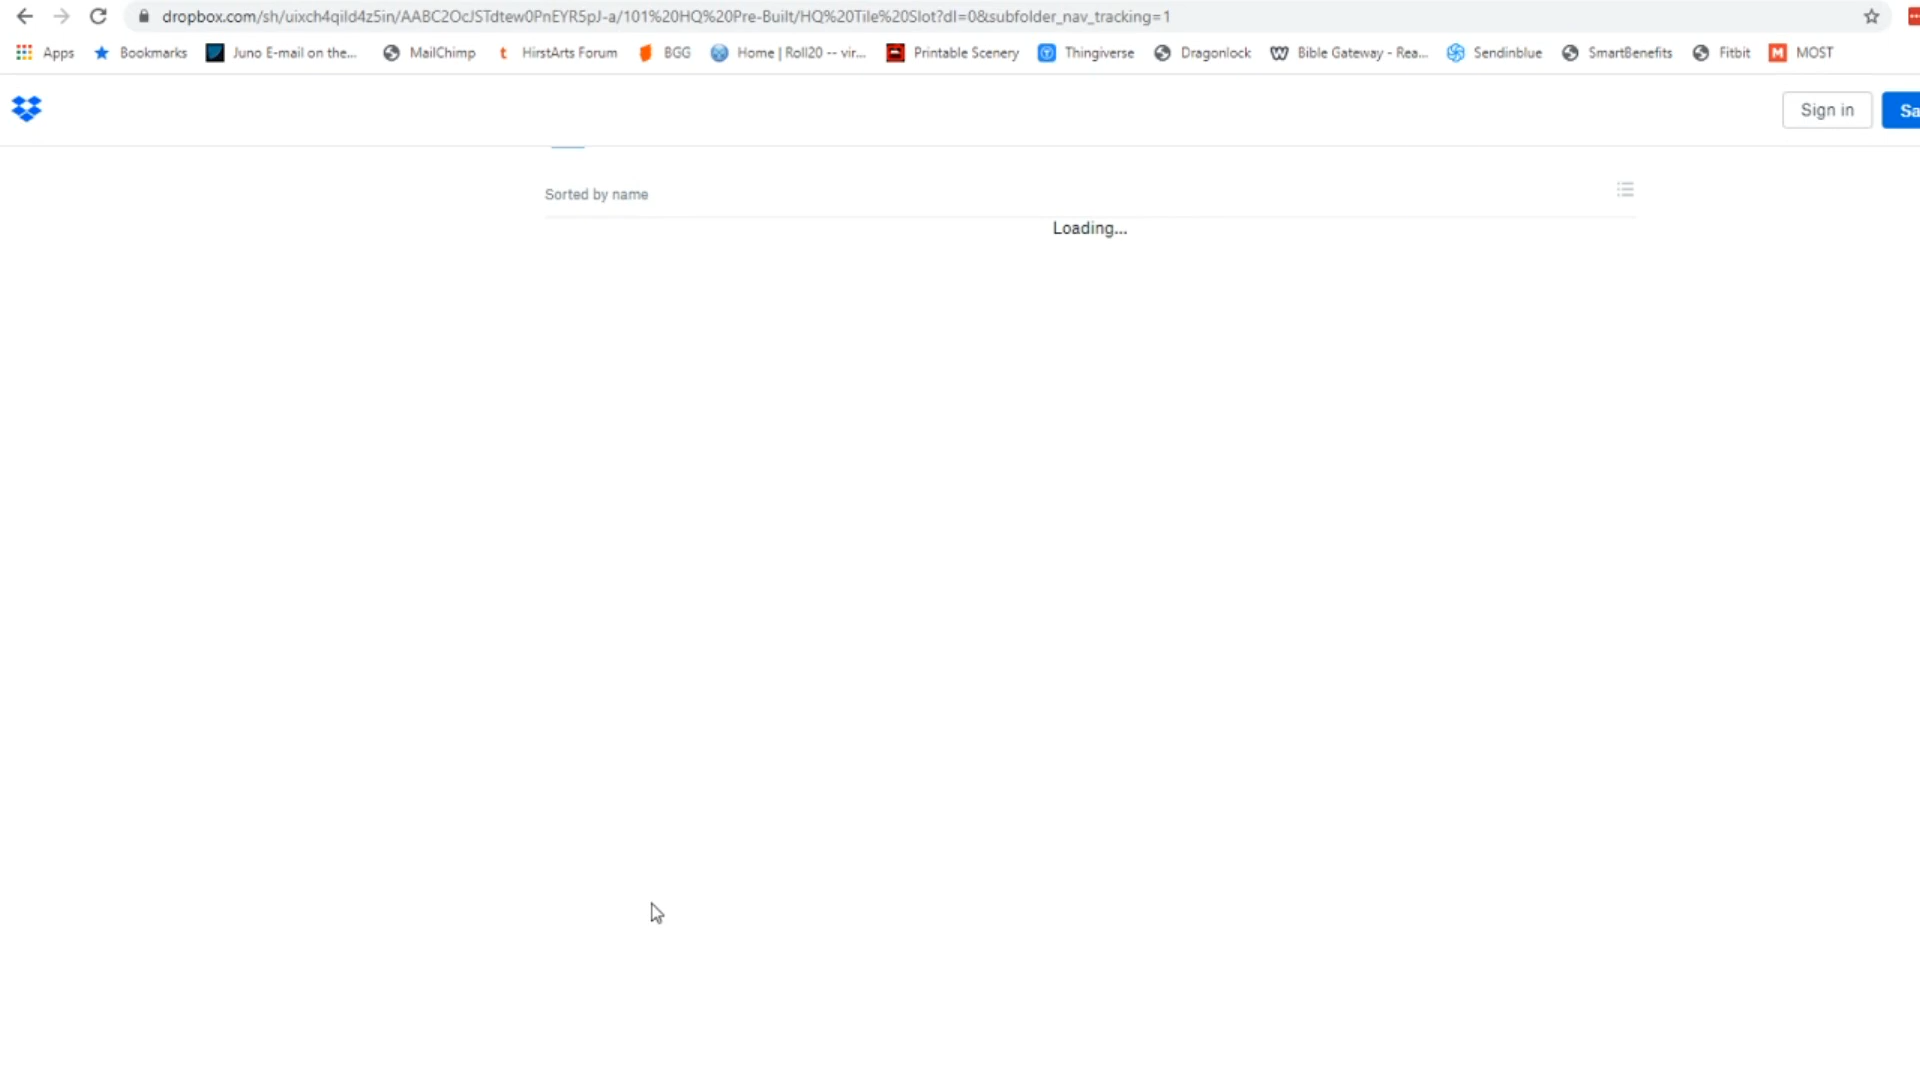 dropbox.com/sh/uixch4qild4z5in/AABC2OcJSTdtew0PnEYR5pJ-a/101%20HQ%20Pre-Built/HQ%20Tile%20Slot?dl=0&subfolder_nav_tracking=1
Apps Bookmarks Juno E-mail on the... MailChimp HirstArts Forum BGG Home | Roll20 -- vir... Printable Scenery Thingiverse Dragonlock Bible Gateway - Rea... Sendinblue SmartBenefits Fitbit MOST
Sign in Sa
Sorted by name
Loading...